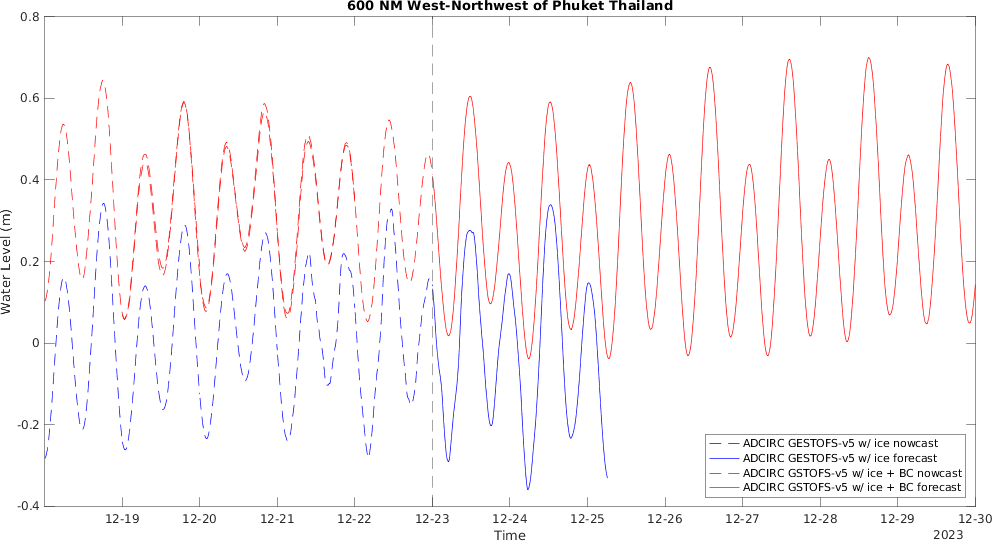 600 NM West-Northwest of Phuket Thailand
0.8
0.6
0.4
0.2
0
-0.2
-0.4
Water Level (m)
ADCIRC GESTOFS-v5 w/ ice nowcast
ADCIRC GESTOFS-v5 w/ ice forecast
ADCIRC GSTOFS-v5 w/ ice + BC nowcast
ADCIRC GSTOFS-v5 w/ ice + BC forecast
12-19 12-20 12-21 12-22 12-23 12-24 12-25 12-26 12-27 12-28 12-29 12-30
Time
2023